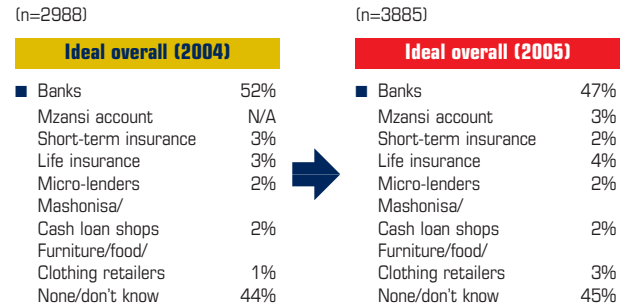 (n=2988)
Ideal overall (2004)
Banks 52%
Mzansi account N/A
Short-term insurance 3%
Life insurance 3%
Micro-lenders 2%
Mashonisa/
Cash loan shops 2%
Furniture/food/
Clothing retailers 1%
None/don't know 44%
(n=3885)
Ideal overall (2005)
Banks 47%
Mzansi account 3%
Short-term insurance 2%
Life insurance 4%
Micro-lenders 2%
Mashonisa/
Cash loan shops 2%
Furniture/food/
Clothing retailers 3%
None/don't know 45%